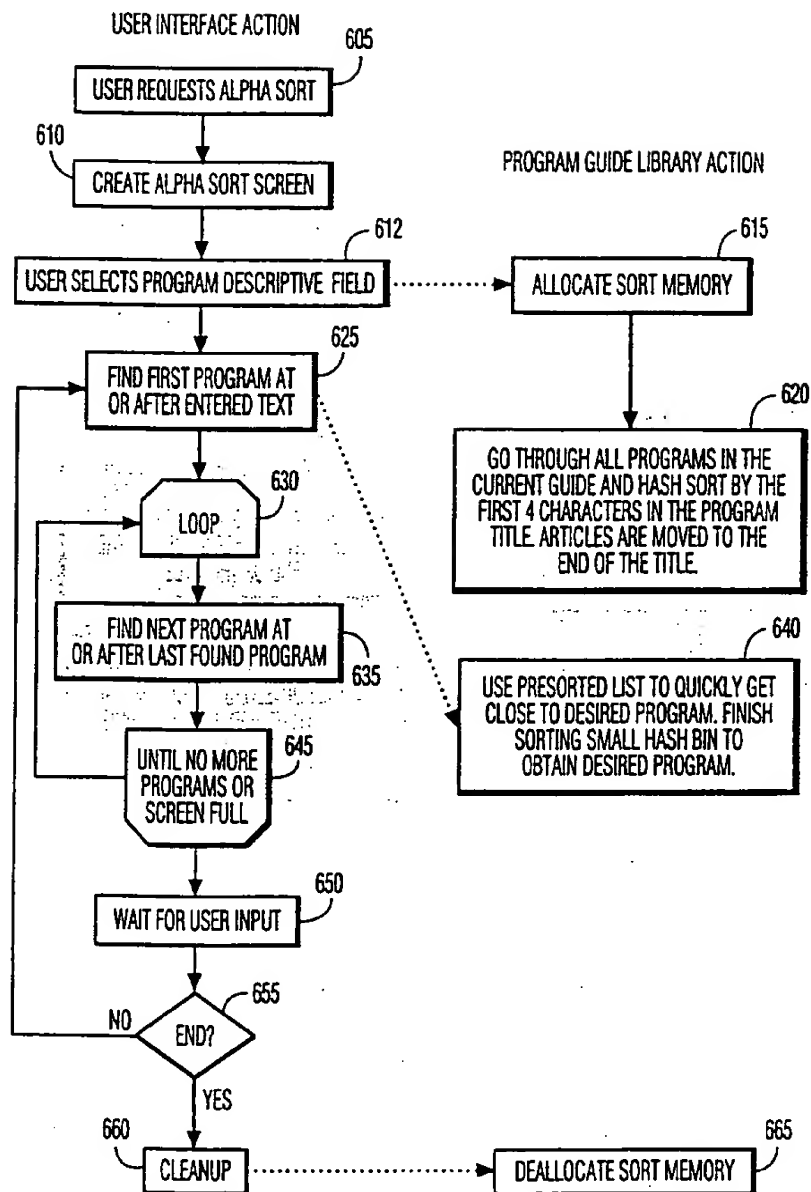 USER INTERFACE ACTION
605
USER REQUESTS ALPHA SORT
610
CREATE ALPHA SORT SCREEN
PROGRAM GUIDE LIBRARY ACTION
612
USER SELECTS PROGRAM DESCRIPTIVE FIELD
615
ALLOCATE SORT MEMORY
625
FIND FIRST PROGRAM AT
OR AFTER ENTERED TEXT
620
GO THROUGH ALL PROGRAMS IN THE
CURRENT GUIDE AND HASH SORT BY THE
FIRST 4 CHARACTERS IN THE PROGRAM
TITLE. ARTICLES ARE MOVED TO THE
END OF THE TITLE.
630
LOOP
FIND NEXT PROGRAM AT
OR AFTER LAST FOUND PROGRAM
635
640
USE PRESORTED LIST TO QUICKLY GET
CLOSE TO DESIRED PROGRAM. FINISH
SORTING SMALL HASH BIN TO
OBTAIN DESIRED PROGRAM.
645
UNTIL NO MORE
PROGRAMS OR
SCREEN FULL
650
WAIT FOR USER INPUT
655
END?
NO
YES
660
CLEANUP
665
DEALLOCATE SORT MEMORY